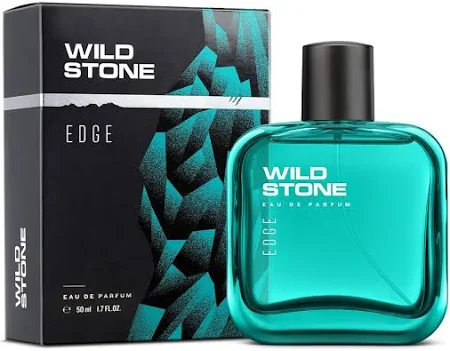 WILD
STONE
EDGE
WILD
STONE
EAU DE PARFUM
℮ 50ml 1.7 FL.OZ.
WILD
STONE
EAU DE PARFUM
EDGE